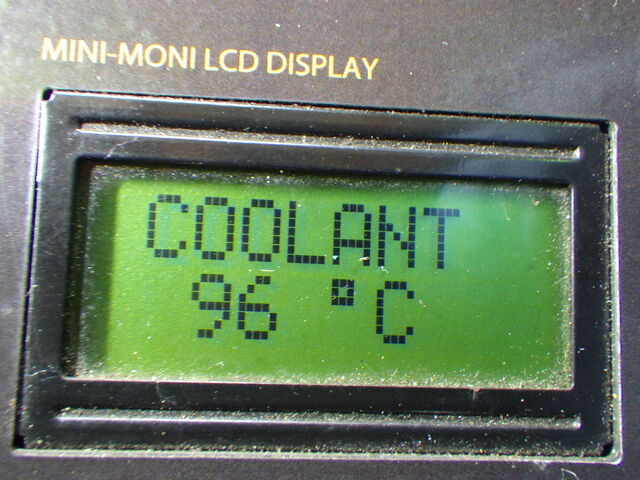 MINI-MONI LCD DISPLAY
COOLANT
96 °C